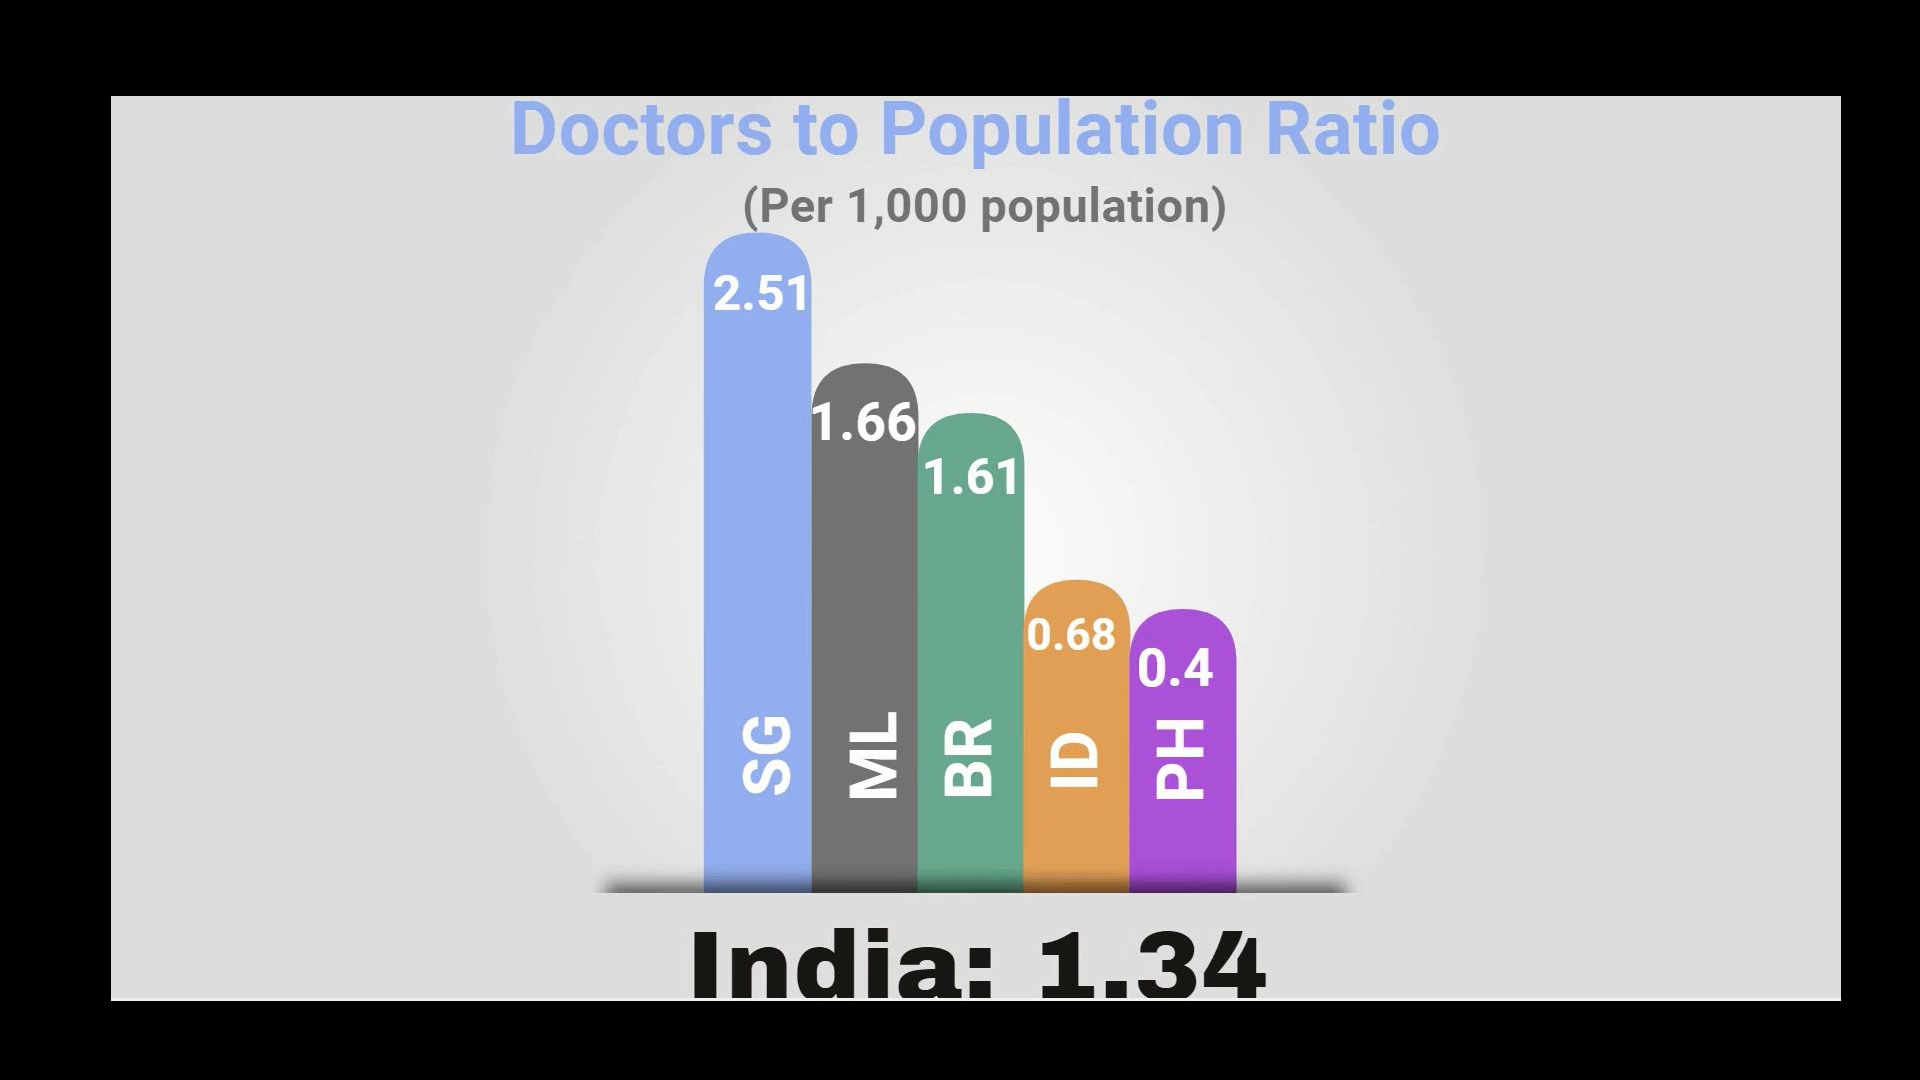 Doctors to Population Ratio
(Per 1,000 population)
2.51
1.66
1.61
0.68
0.4
SG
ML
BR
ID
PH
India: 1.34